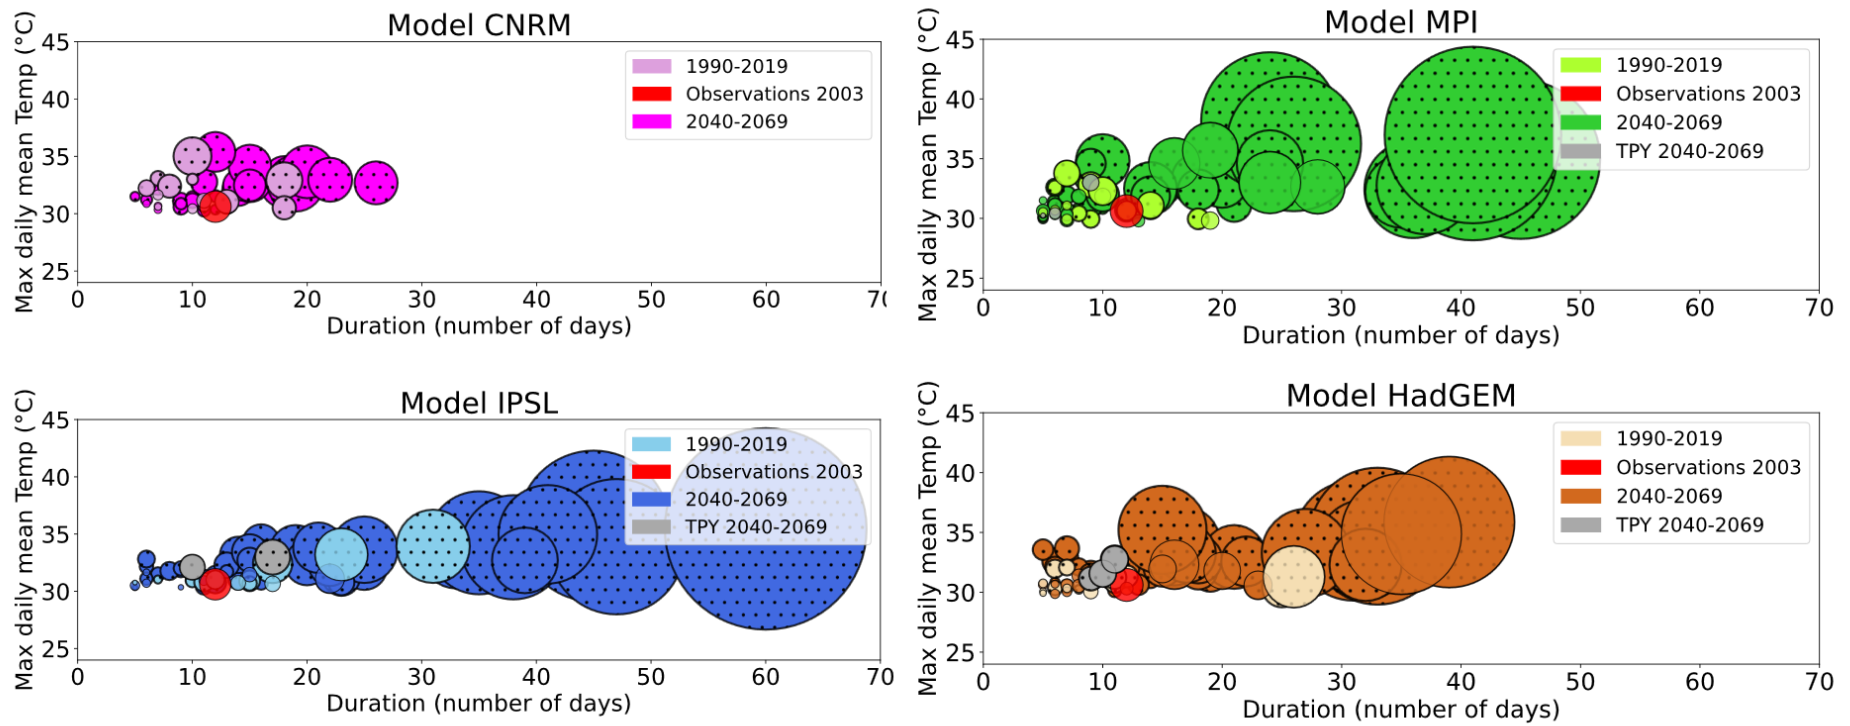 Model CNRM
Max daily mean Temp (°C)
45
40
35
30
25
0 10 20 30 40 50 60 70
Duration (number of days)
1990-2019
Observations 2003
2040-2069
Model MPI
Max daily mean Temp (°C)
45
40
35
30
25
0 10 20 30 40 50 60 70
Duration (number of days)
1990-2019
Observations 2003
2040-2069
TPY 2040-2069
Model IPSL
Max daily mean Temp (°C)
45
40
35
30
25
0 10 20 30 40 50 60 70
Duration (number of days)
1990-2019
Observations 2003
2040-2069
TPY 2040-2069
Model HadGEM
Max daily mean Temp (°C)
45
40
35
30
25
0 10 20 30 40 50 60 70
Duration (number of days)
1990-2019
Observations 2003
2040-2069
TPY 2040-2069